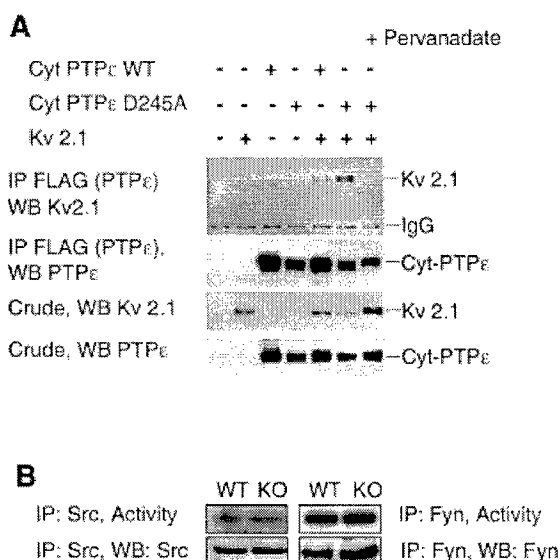 A
+ Pervanadate
Cyt PTPε WT - - + - + - -
Cyt PTPε D245A - - - + - + +
Kv 2.1 - + - - + + +
IP FLAG (PTPε)
WB Kv2.1
Kv 2.1
IgG
IP FLAG (PTPε),
WB PTPε
Cyt-PTPε
Crude, WB Kv 2.1
Kv 2.1
Crude, WB PTPε
Cyt-PTPε
B
WT KO WT KO
IP: Src, Activity
IP: Fyn, Activity
IP: Src, WB: Src
IP: Fyn, WB: Fyn